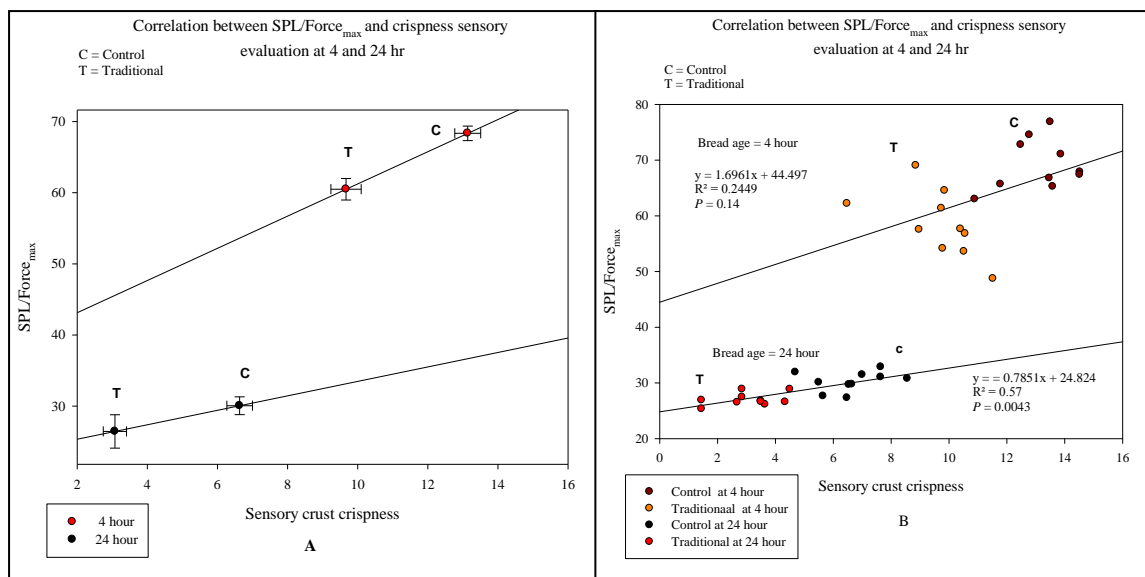 Correlation between SPL/Forcemax and crispness sensory
evaluation at 4 and 24 hr
C = Control
T = Traditional
70
60
50
40
30
SPL/Forcemax
C
T
C
T
2 4 6 8 10 12 14 16
Sensory crust crispness
4 hour
24 hour
A
Correlation between SPL/Forcemax and crispness sensory
evaluation at 4 and 24 hr
C = Control
T = Traditional
80
70
60
50
40
30
20
SPL/Forcemax
C
Bread age = 4 hour
T
y = 1.6961x + 44.497
R² = 0.2449
P = 0.14
Bread age = 24 hour
c
T
y = = 0.7851x + 24.824
R² = 0.57
P = 0.0043
0 2 4 6 8 10 12 14 16
Sensory crust crispness
Control at 4 hour
Traditionaal at 4 hour
Control at 24 hour
Traditional at 24 hour
B